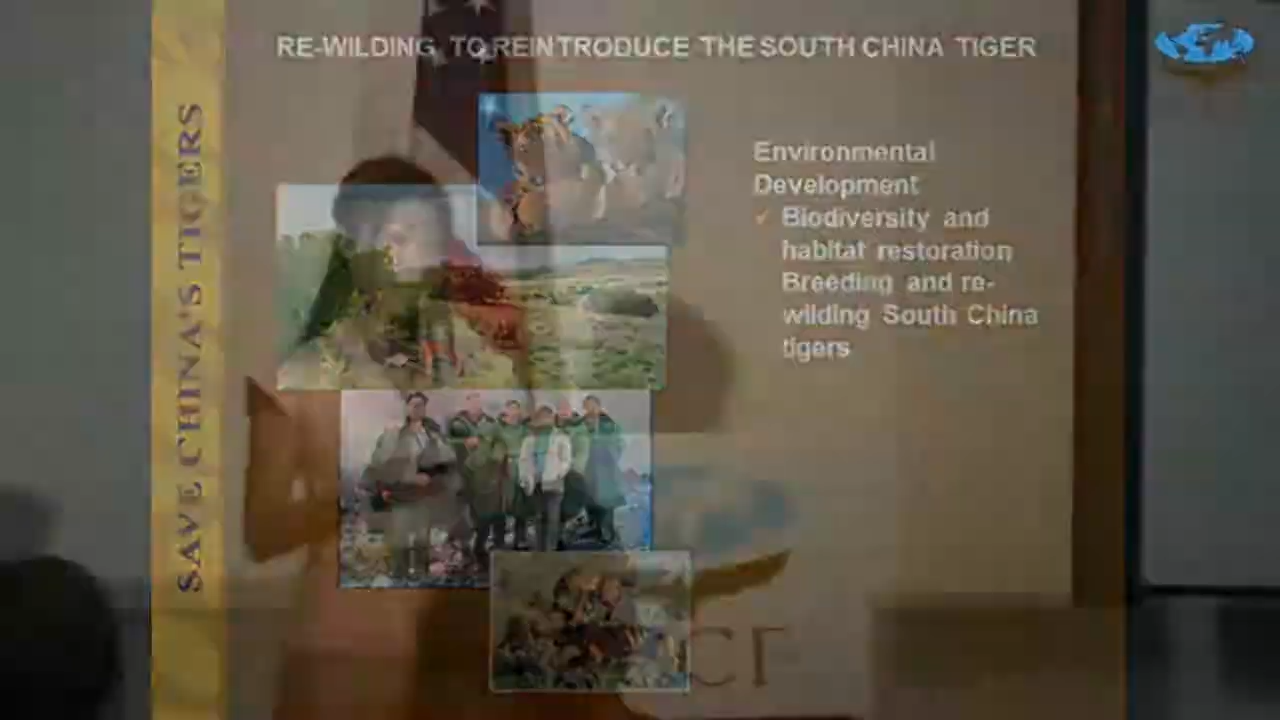 RE-WILDING TO REINTRODUCE THE SOUTH CHINA TIGER
SAVE CHINA'S TIGERS
Environmental
Development
✓ Biodiversity and
habitat restoration
Breeding and re-
wilding South China
tigers